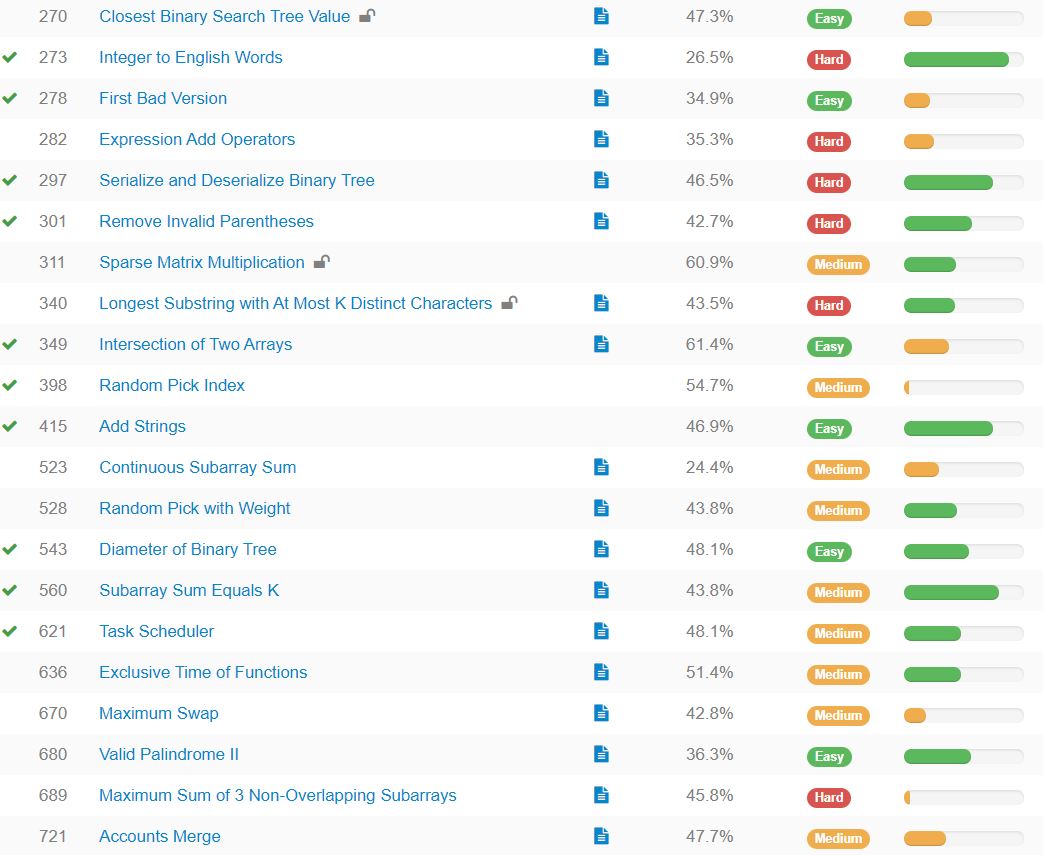 270 Closest Binary Search Tree Value 47.3% Easy
273 Integer to English Words 26.5% Hard
278 First Bad Version 34.9% Easy
282 Expression Add Operators 35.3% Hard
297 Serialize and Deserialize Binary Tree 46.5% Hard
301 Remove Invalid Parentheses 42.7% Hard
311 Sparse Matrix Multiplication 60.9% Medium
340 Longest Substring with At Most K Distinct Characters 43.5% Hard
349 Intersection of Two Arrays 61.4% Easy
398 Random Pick Index 54.7% Medium
415 Add Strings 46.9% Easy
523 Continuous Subarray Sum 24.4% Medium
528 Random Pick with Weight 43.8% Medium
543 Diameter of Binary Tree 48.1% Easy
560 Subarray Sum Equals K 43.8% Medium
621 Task Scheduler 48.1% Medium
636 Exclusive Time of Functions 51.4% Medium
670 Maximum Swap 42.8% Medium
680 Valid Palindrome II 36.3% Easy
689 Maximum Sum of 3 Non-Overlapping Subarrays 45.8% Hard
721 Accounts Merge 47.7% Medium